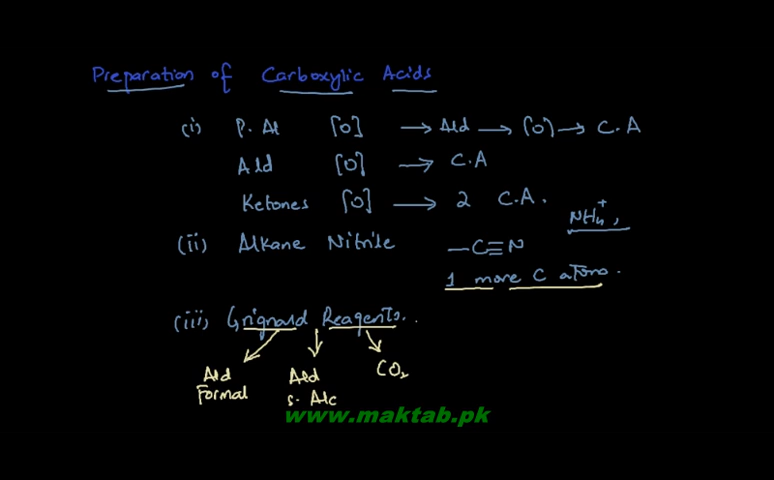 Preparation of Carboxylic Acids
(i) P. Al [O] → Ald → [O] → C.A
Ald [O] → C.A
Ketones [O] → 2 C.A.
NH₄⁺,
(ii) Alkane Nitrile —C≡N
1 more C atoms.
(iii) Grignard Reagents..
Ald Ald CO₂
Formal s. Alc
www.maktab.pk